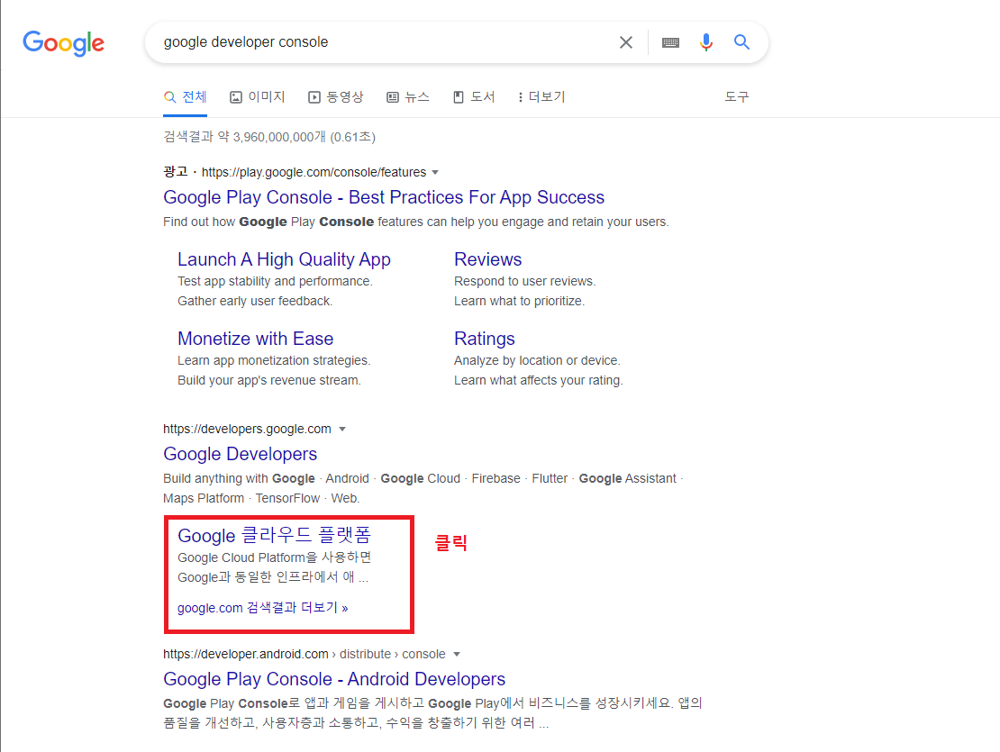 Google
google developer console
전체 이미지 동영상 뉴스 도서 더보기 도구
검색결과 약 3,960,000,000개 (0.61초)
광고 · https://play.google.com/console/features
Google Play Console - Best Practices For App Success
Find out how Google Play Console features can help you engage and retain your users.
Launch A High Quality App
Test app stability and performance.
Gather early user feedback.
Reviews
Respond to user reviews.
Learn what to prioritize.
Monetize with Ease
Learn app monetization strategies.
Build your app's revenue stream.
Ratings
Analyze by location or device.
Learn what affects your rating.
https://developers.google.com
Google Developers
Build anything with Google · Android · Google Cloud · Firebase · Flutter · Google Assistant ·
Maps Platform · TensorFlow · Web.
Google 클라우드 플랫폼
Google Cloud Platform을 사용하면
Google과 동일한 인프라에서 애 ...
google.com 검색결과 더보기 »
클릭
https://developer.android.com › distribute › console
Google Play Console - Android Developers
Google Play Console로 앱과 게임을 게시하고 Google Play에서 비즈니스를 성장시키세요. 앱의
품질을 개선하고, 사용자층과 소통하고, 수익을 창출하기 위한 여러 ...